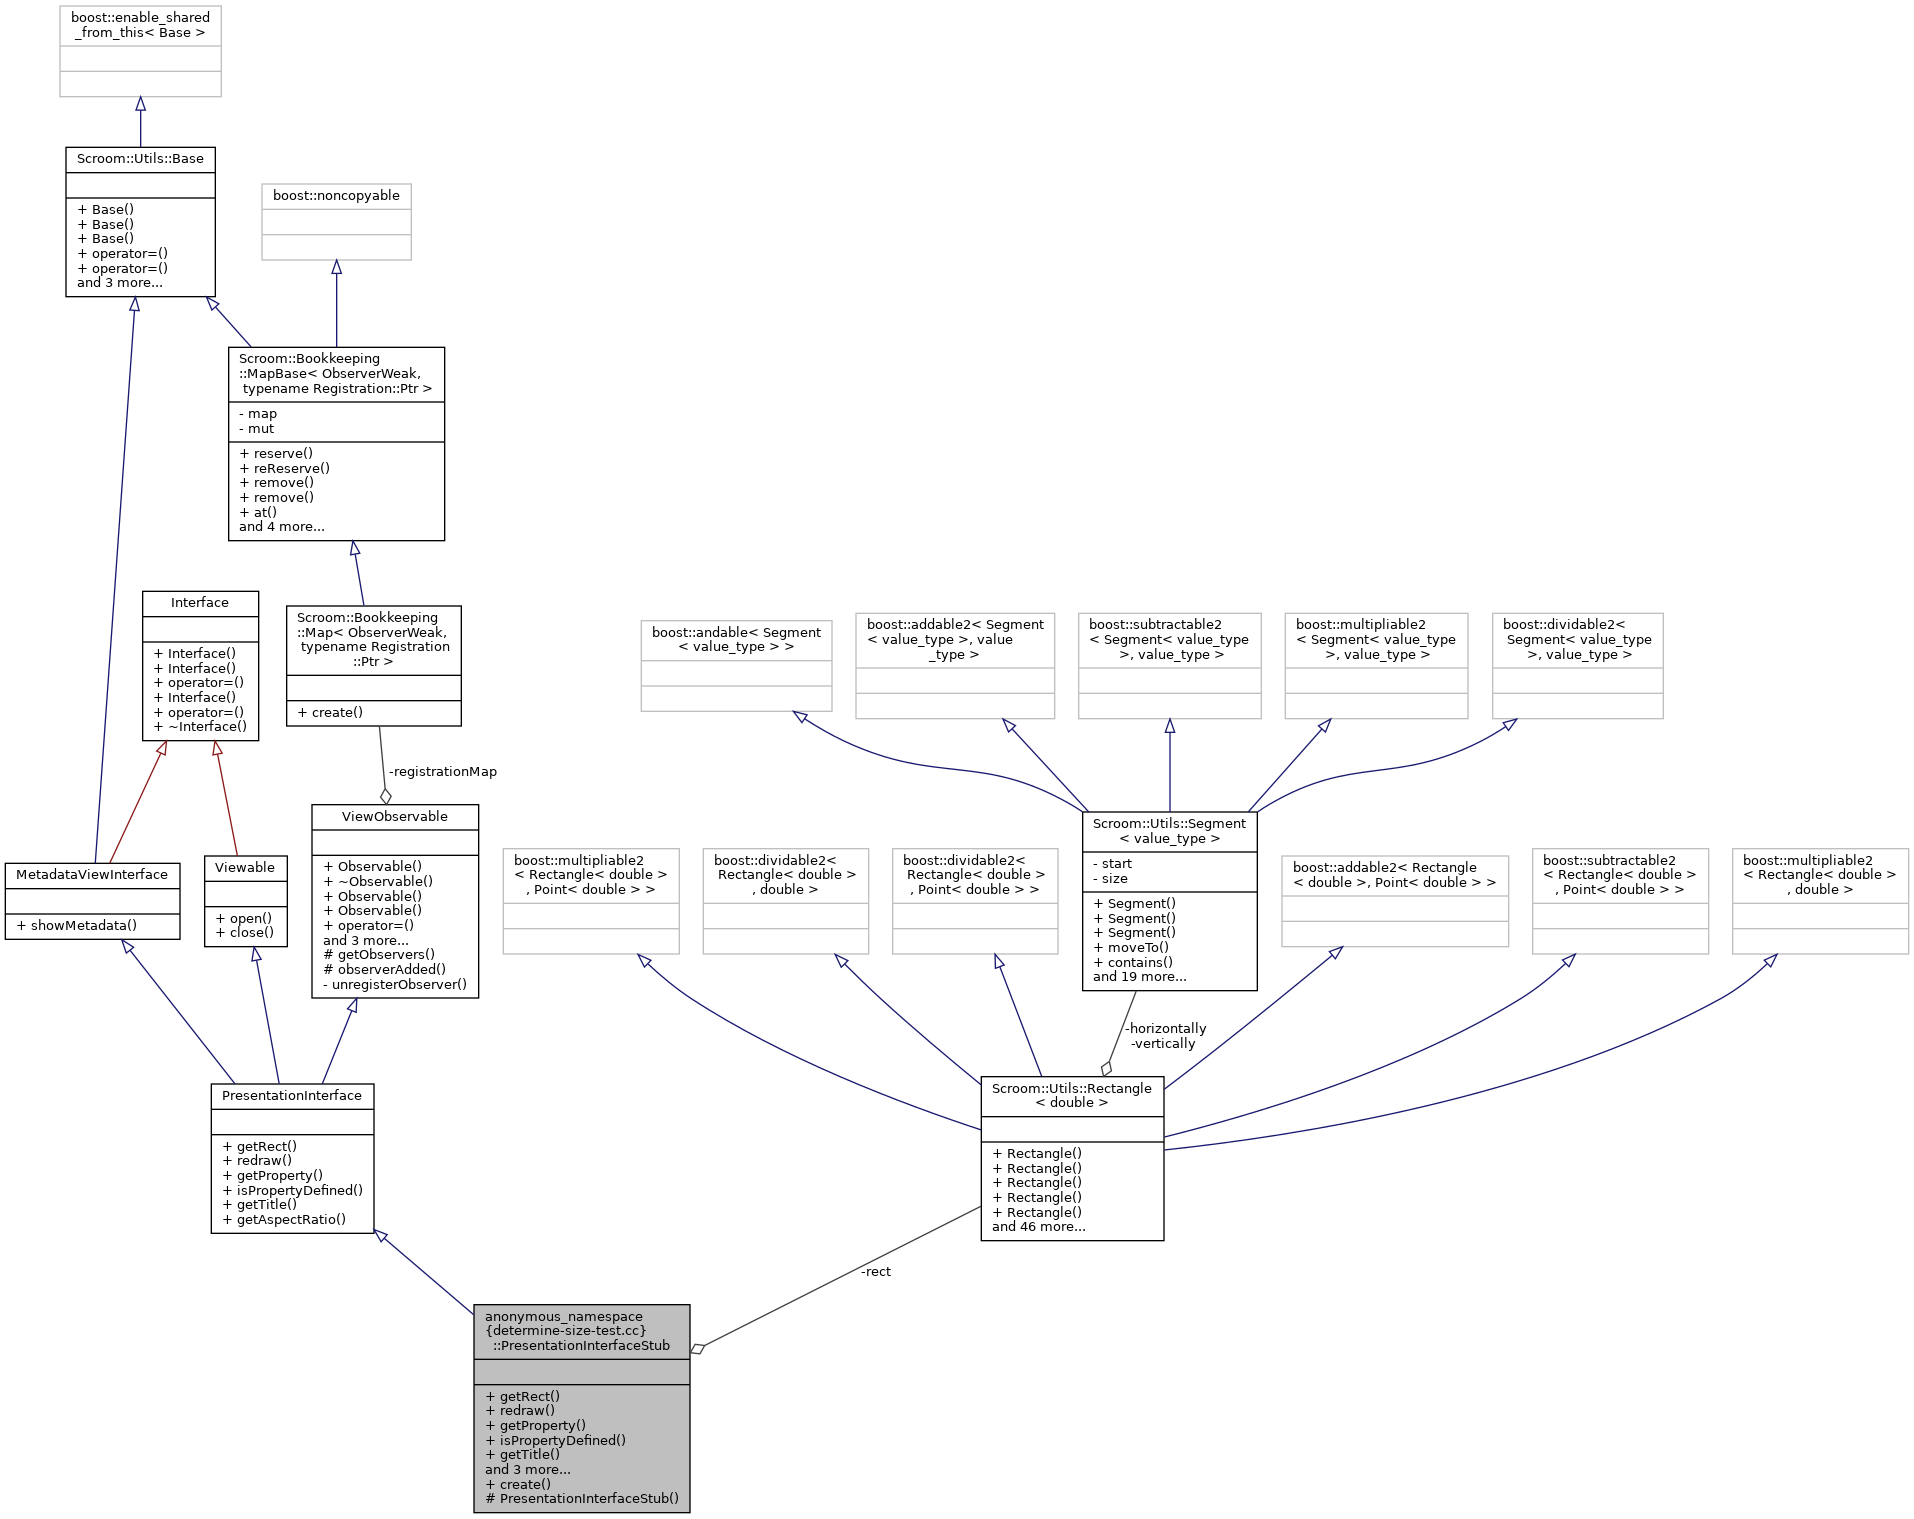 boost::enable_shared
_from_this< Base >
Scroom::Utils::Base
+ Base()
+ Base()
+ Base()
+ operator=()
+ operator=()
and 3 more...
boost::noncopyable
Scroom::Bookkeeping
::MapBase< ObserverWeak,
typename Registration::Ptr >
- map
- mut
+ reserve()
+ reReserve()
+ remove()
+ remove()
+ at()
and 4 more...
Interface
+ Interface()
+ Interface()
+ operator=()
+ Interface()
+ operator=()
+ ~Interface()
Scroom::Bookkeeping
::Map< ObserverWeak,
typename Registration
::Ptr >
+ create()
boost::andable< Segment
< value_type > >
boost::addable2< Segment
< value_type >, value
_type >
boost::subtractable2
< Segment< value_type
>, value_type >
boost::multipliable2
< Segment< value_type
>, value_type >
boost::dividable2<
Segment< value_type
>, value_type >
-registrationMap
MetadataViewInterface
+ showMetadata()
Viewable
+ open()
+ close()
ViewObservable
+ Observable()
+ ~Observable()
+ Observable()
+ Observable()
+ operator=()
and 3 more...
# getObservers()
# observerAdded()
- unregisterObserver()
boost::multipliable2
< Rectangle< double >
, Point< double > >
boost::dividable2<
Rectangle< double >
, double >
boost::dividable2<
Rectangle< double >
, Point< double > >
Scroom::Utils::Segment
< value_type >
- start
- size
+ Segment()
+ Segment()
+ Segment()
+ moveTo()
+ contains()
and 19 more...
boost::addable2< Rectangle
< double >, Point< double > >
boost::subtractable2
< Rectangle< double >
, Point< double > >
boost::multipliable2
< Rectangle< double >
, double >
-horizontally
-vertically
PresentationInterface
+ getRect()
+ redraw()
+ getProperty()
+ isPropertyDefined()
+ getTitle()
+ getAspectRatio()
Scroom::Utils::Rectangle
< double >
+ Rectangle()
+ Rectangle()
+ Rectangle()
+ Rectangle()
+ Rectangle()
and 46 more...
-rect
anonymous_namespace
{determine-size-test.cc}
::PresentationInterfaceStub
+ getRect()
+ redraw()
+ getProperty()
+ isPropertyDefined()
+ getTitle()
and 3 more...
+ create()
# PresentationInterfaceStub()